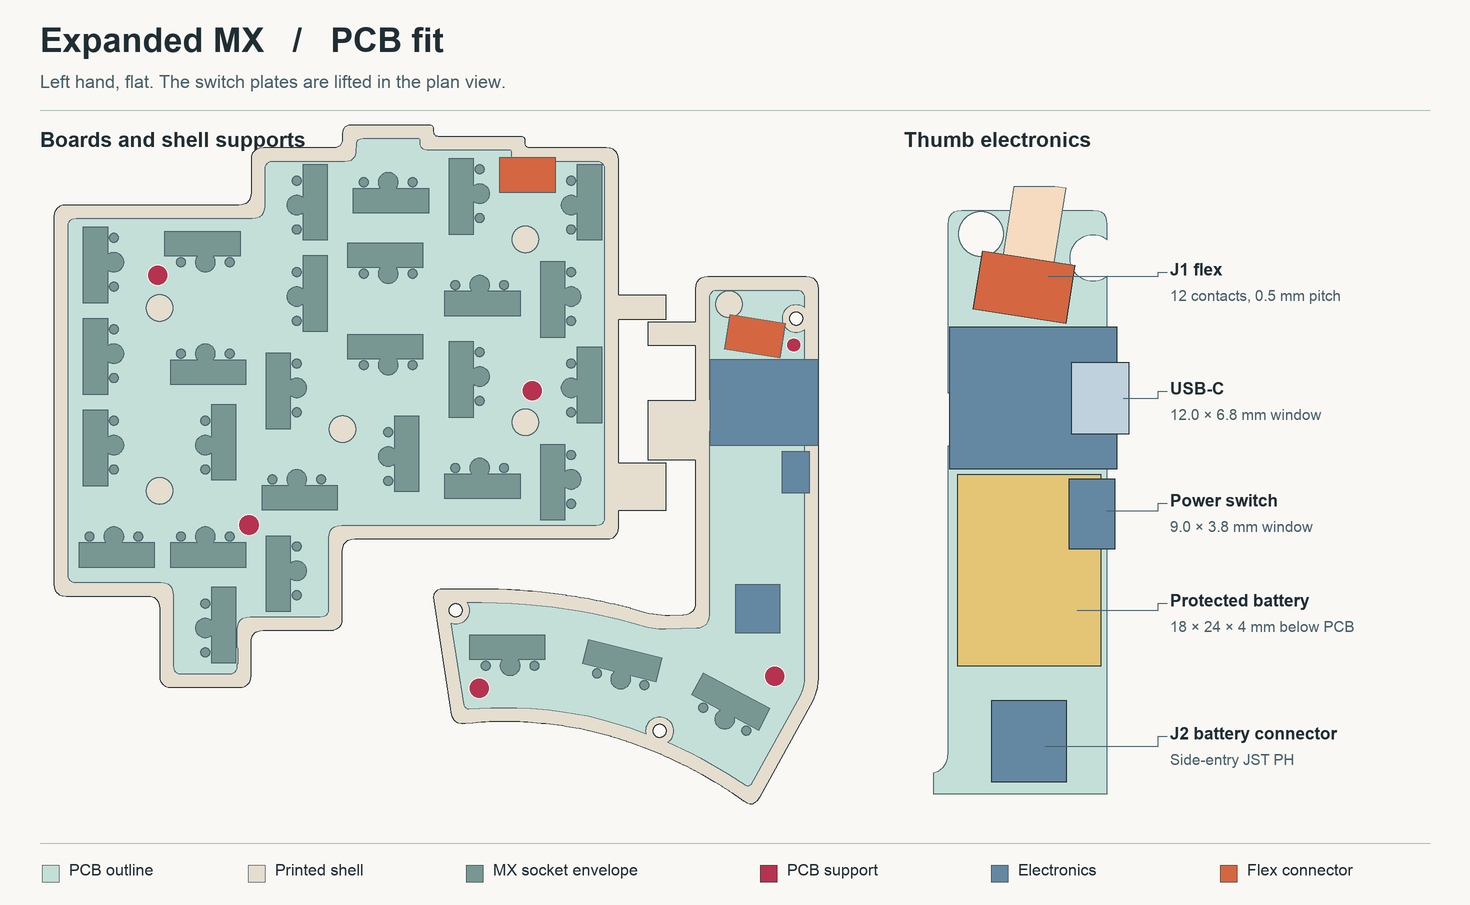 Expanded MX / PCB fit
Left hand, flat. The switch plates are lifted in the plan view.
Boards and shell supports
Thumb electronics
J1 flex
12 contacts, 0.5 mm pitch
USB-C
12.0 × 6.8 mm window
Power switch
9.0 × 3.8 mm window
Protected battery
18 × 24 × 4 mm below PCB
J2 battery connector
Side-entry JST PH
PCB outline
Printed shell
MX socket envelope
PCB support
Electronics
Flex connector